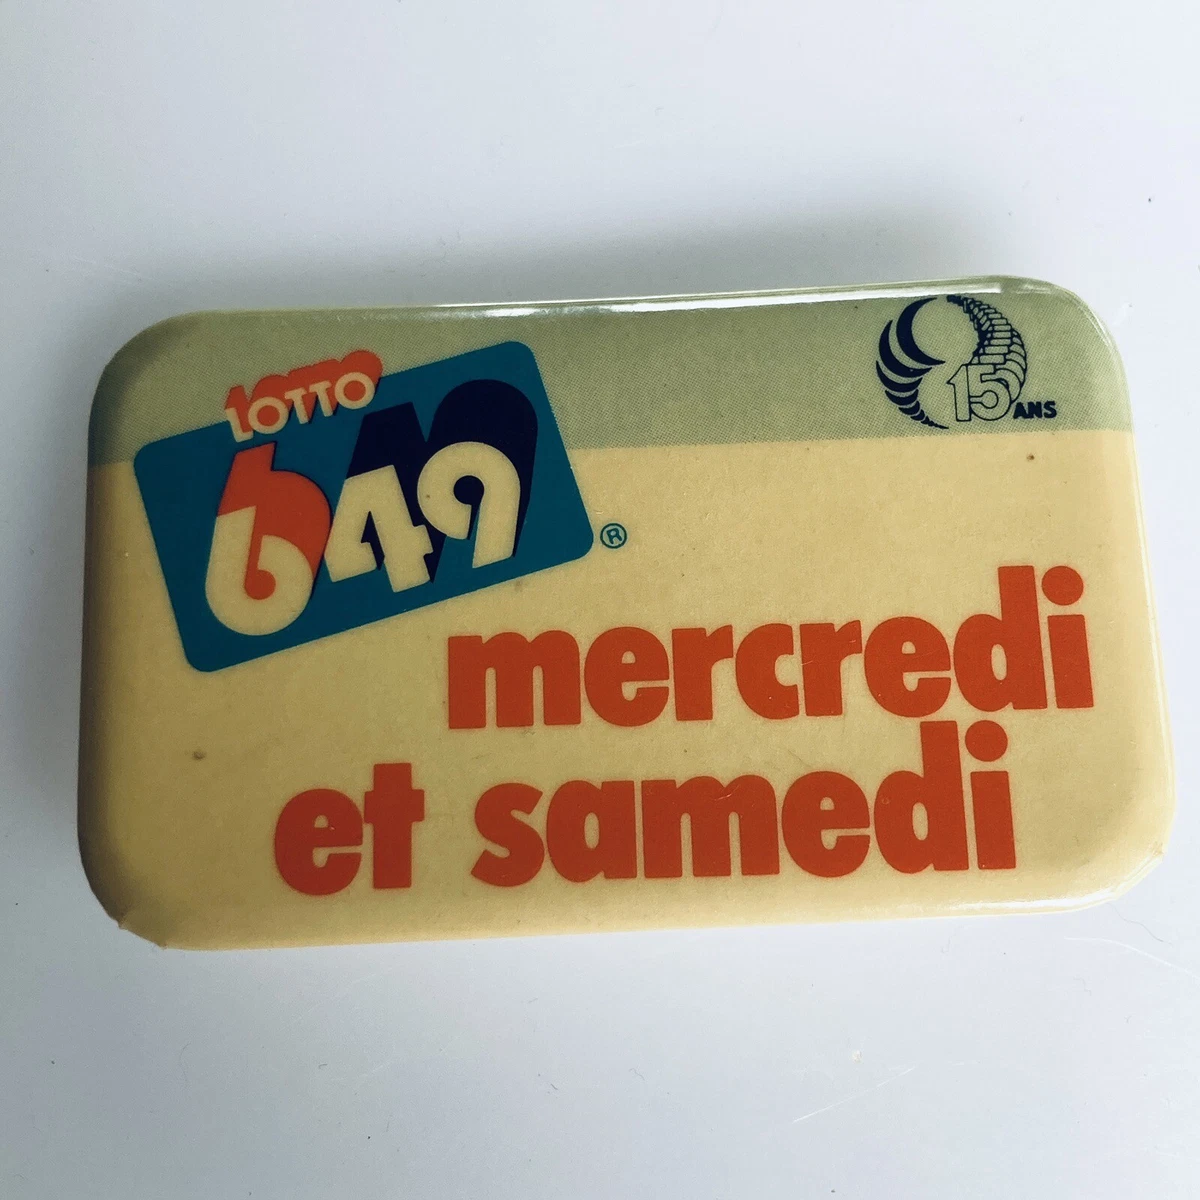 LOTTO
649
®
15 ANS
mercredi
et samedi